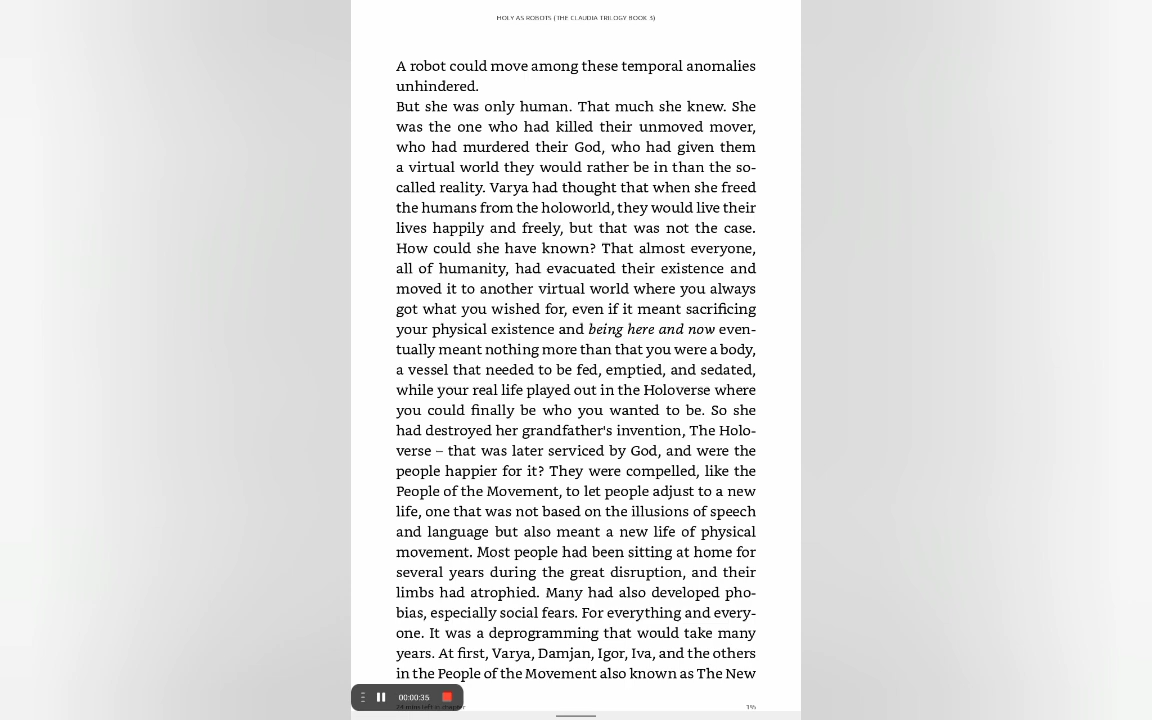 HOLY AS ROBOTS (THE CLAUDIA TRILOGY BOOK 3)
A robot could move among these temporal anomalies
unhindered.
But she was only human. That much she knew. She
was the one who had killed their unmoved mover,
who had murdered their God, who had given them
a virtual world they would rather be in than the so-
called reality. Varya had thought that when she freed
the humans from the holoworld, they would live their
lives happily and freely, but that was not the case.
How could she have known? That almost everyone,
all of humanity, had evacuated their existence and
moved it to another virtual world where you always
got what you wished for, even if it meant sacrificing
your physical existence and being here and now even-
tually meant nothing more than that you were a body,
a vessel that needed to be fed, emptied, and sedated,
while your real life played out in the Holoverse where
you could finally be who you wanted to be. So she
had destroyed her grandfather's invention, The Holo-
verse – that was later serviced by God, and were the
people happier for it? They were compelled, like the
People of the Movement, to let people adjust to a new
life, one that was not based on the illusions of speech
and language but also meant a new life of physical
movement. Most people had been sitting at home for
several years during the great disruption, and their
limbs had atrophied. Many had also developed pho-
bias, especially social fears. For everything and every-
one. It was a deprogramming that would take many
years. At first, Varya, Damjan, Igor, Iva, and the others
in the People of the Movement also known as The New
00:00:35